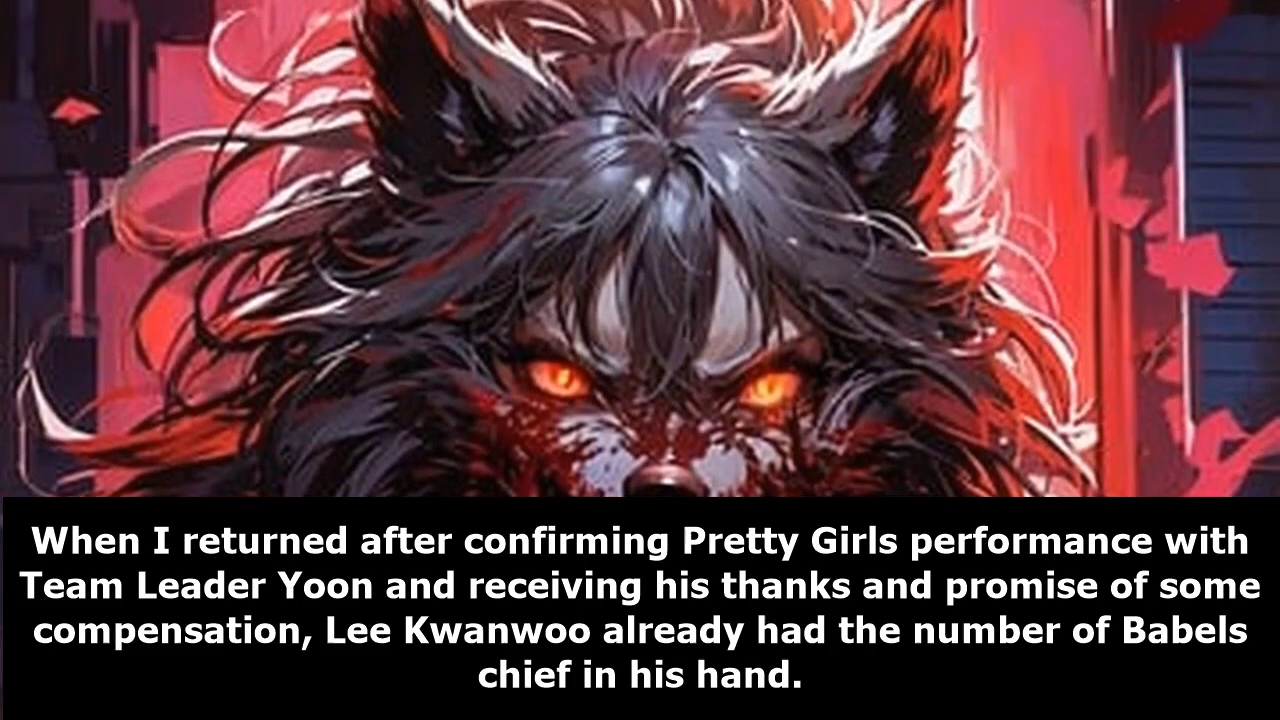 When I returned after confirming Pretty Girls performance with
Team Leader Yoon and receiving his thanks and promise of some
compensation, Lee Kwanwoo already had the number of Babels
chief in his hand.